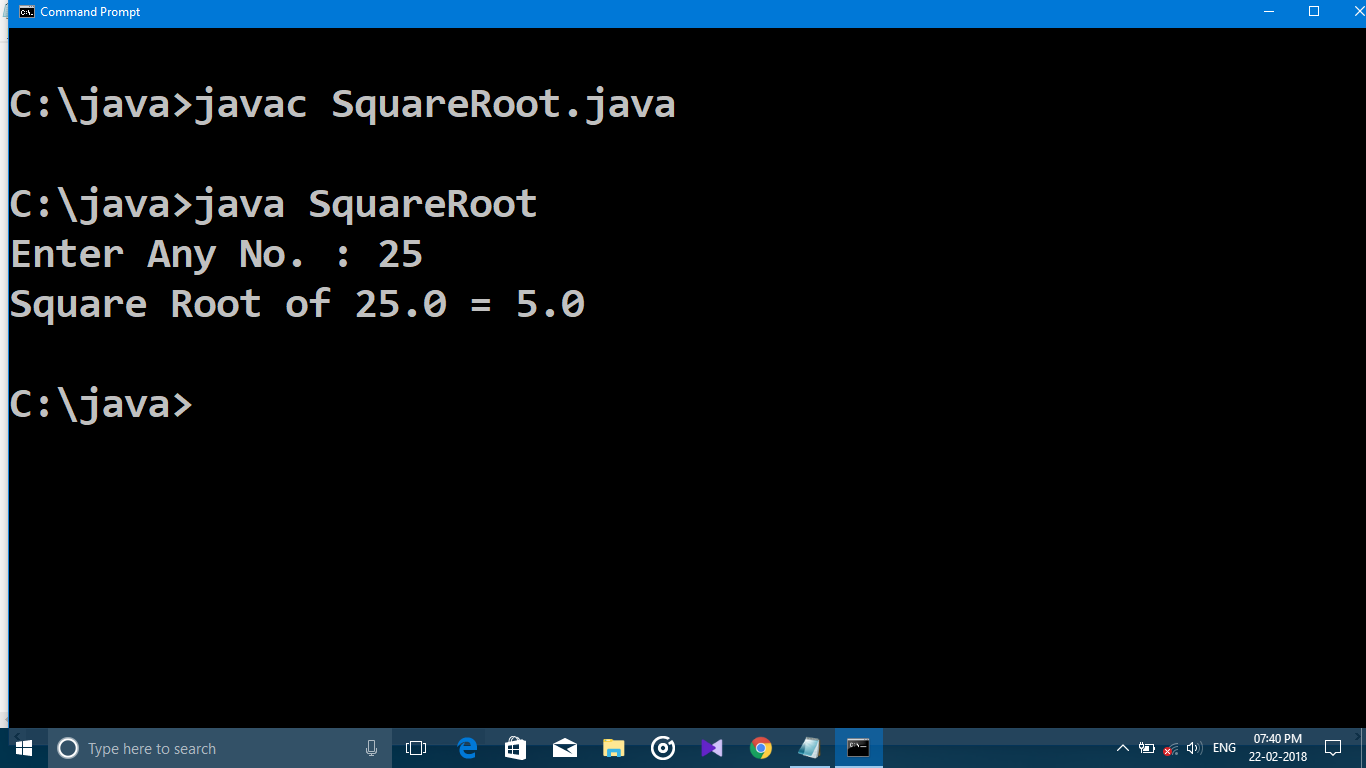 Command Prompt
C:\java>javac SquareRoot.java
C:\java>java SquareRoot
Enter Any No. : 25
Square Root of 25.0 = 5.0
C:\java>
Type here to search
ENG
07:40 PM
22-02-2018